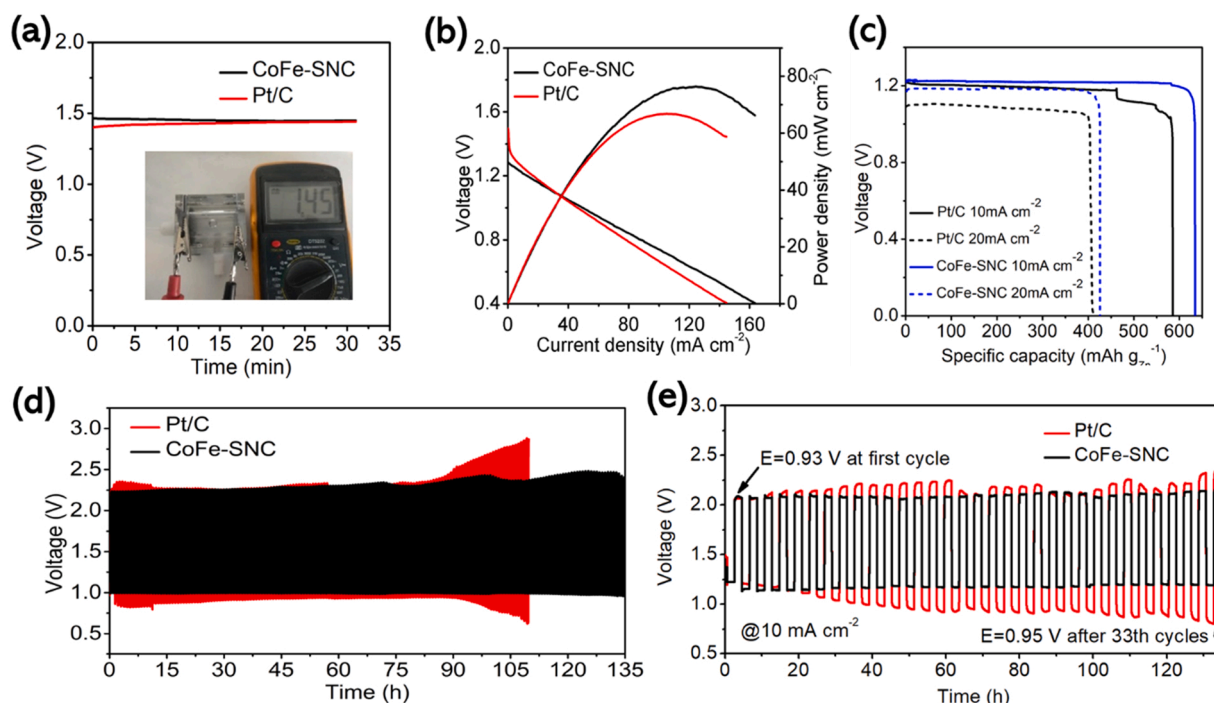 (a)
2.0
1.5
1.0
0.5
0.0
Voltage (V)
CoFe-SNC
Pt/C
1.45
0 5 10 15 20 25 30 35
Time (min)
(b)
2.0
1.6
1.2
0.8
0.4
Voltage (V)
CoFe-SNC
Pt/C
80
60
40
20
0
Power density (mW cm⁻²)
0 40 80 120 160
Current density (mA cm⁻²)
(c)
1.2
0.9
0.6
0.3
0.0
Voltage (V)
Pt/C 10mA cm⁻²
Pt/C 20mA cm⁻²
CoFe-SNC 10mA cm⁻²
CoFe-SNC 20mA cm⁻²
0 100 200 300 400 500 600
Specific capacity (mAh g
(d)
3.0
2.5
2.0
1.5
1.0
0.5
Voltage (V)
Pt/C
CoFe-SNC
0 15 30 45 60 75 90 105 120 135
Time (h)
(e)
3.0
2.5
2.0
1.5
1.0
0.5
Voltage (V)
Pt/C
CoFe-SNC
E=0.93 V at first cycle
@10 mA cm⁻²
E=0.95 V after 33th cycles
0 20 40 60 80 100 120
Time (h)